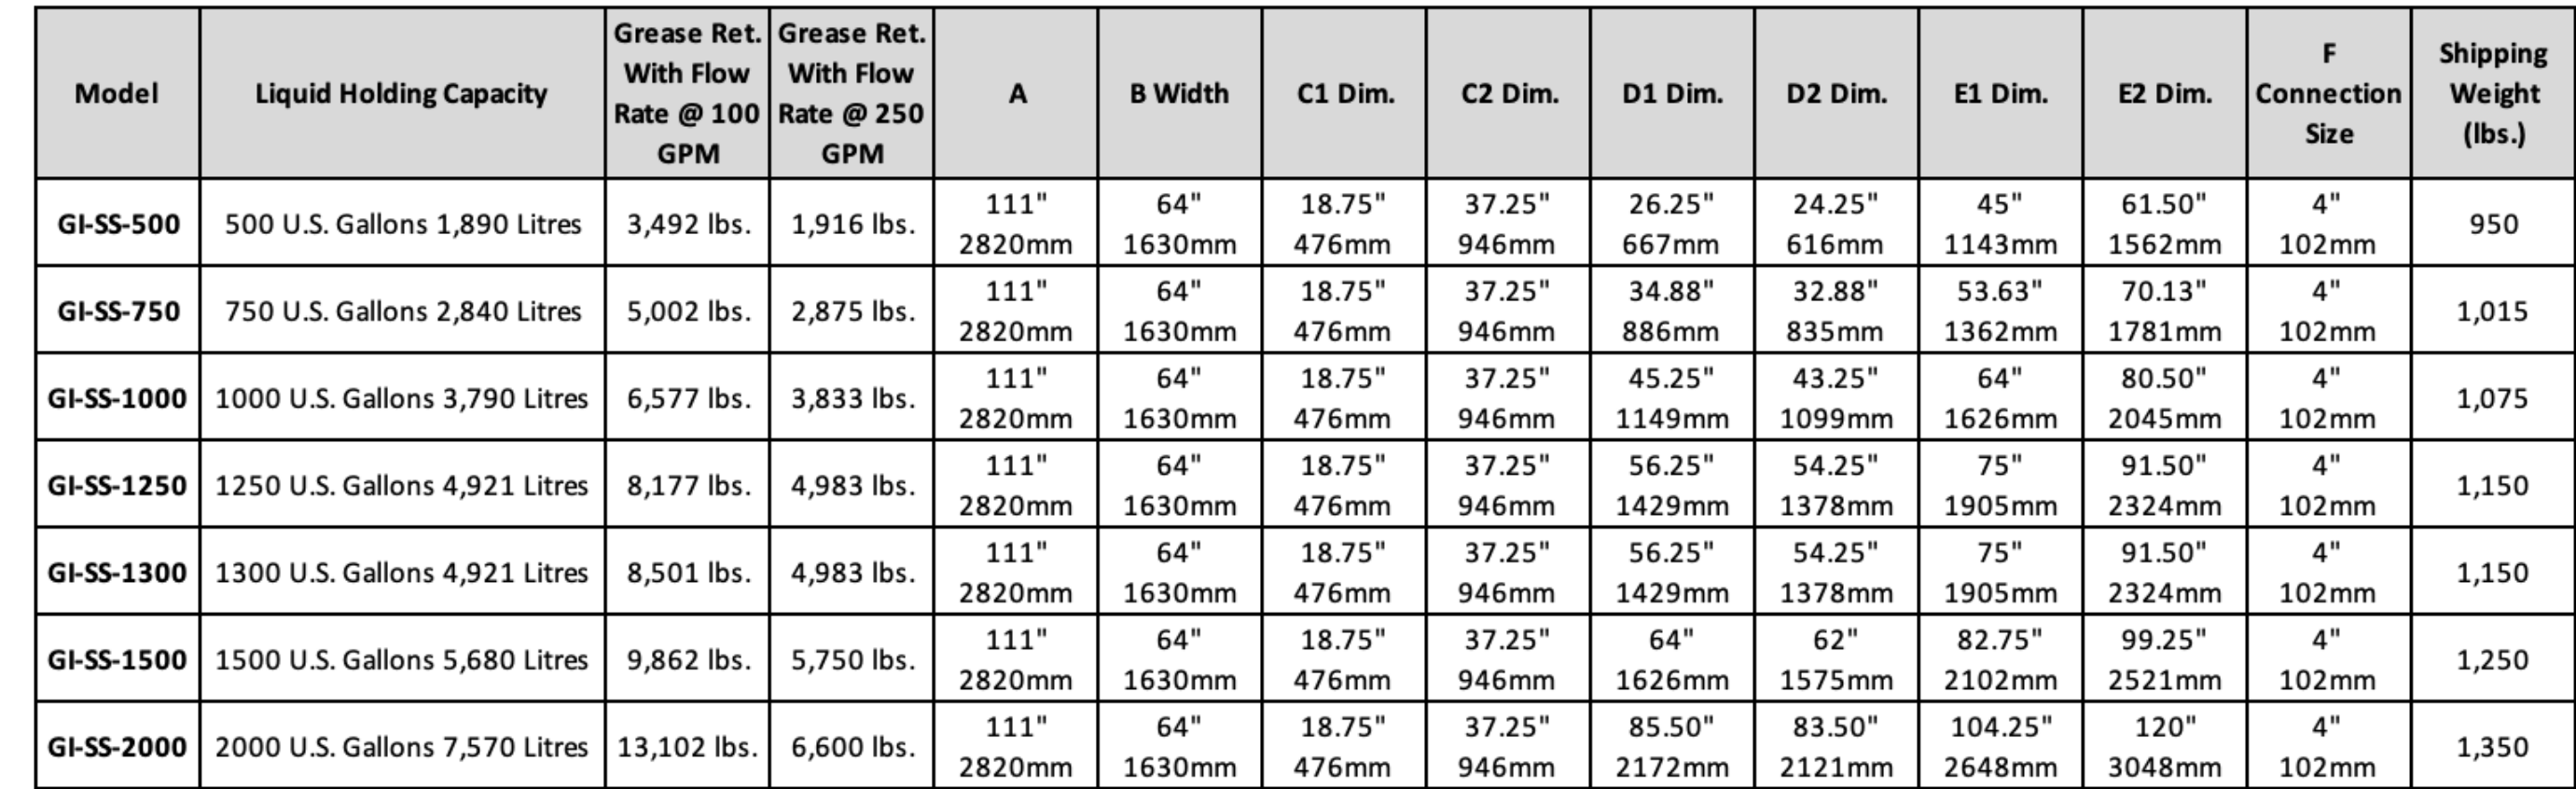 Model Liquid Holding Capacity Grease Ret. With Flow Rate @ 100 GPM Grease Ret. With Flow Rate @ 250 GPM A B Width C1 Dim. C2 Dim. D1 Dim. D2 Dim. E1 Dim. E2 Dim. F Connection Size Shipping Weight (lbs.)
GI-SS-500 500 U.S. Gallons 1,890 Litres 3,492 lbs. 1,916 lbs. 111" 2820mm 64" 1630mm 18.75" 476mm 37.25" 946mm 26.25" 667mm 24.25" 616mm 45" 1143mm 61.50" 1562mm 4" 102mm 950
GI-SS-750 750 U.S. Gallons 2,840 Litres 5,002 lbs. 2,875 lbs. 111" 2820mm 64" 1630mm 18.75" 476mm 37.25" 946mm 34.88" 886mm 32.88" 835mm 53.63" 1362mm 70.13" 1781mm 4" 102mm 1,015
GI-SS-1000 1000 U.S. Gallons 3,790 Litres 6,577 lbs. 3,833 lbs. 111" 2820mm 64" 1630mm 18.75" 476mm 37.25" 946mm 45.25" 1149mm 43.25" 1099mm 64" 1626mm 80.50" 2045mm 4" 102mm 1,075
GI-SS-1250 1250 U.S. Gallons 4,921 Litres 8,177 lbs. 4,983 lbs. 111" 2820mm 64" 1630mm 18.75" 476mm 37.25" 946mm 56.25" 1429mm 54.25" 1378mm 75" 1905mm 91.50" 2324mm 4" 102mm 1,150
GI-SS-1300 1300 U.S. Gallons 4,921 Litres 8,501 lbs. 4,983 lbs. 111" 2820mm 64" 1630mm 18.75" 476mm 37.25" 946mm 56.25" 1429mm 54.25" 1378mm 75" 1905mm 91.50" 2324mm 4" 102mm 1,150
GI-SS-1500 1500 U.S. Gallons 5,680 Litres 9,862 lbs. 5,750 lbs. 111" 2820mm 64" 1630mm 18.75" 476mm 37.25" 946mm 64" 1626mm 62" 1575mm 82.75" 2102mm 99.25" 2521mm 4" 102mm 1,250
GI-SS-2000 2000 U.S. Gallons 7,570 Litres 13,102 lbs. 6,600 lbs. 111" 2820mm 64" 1630mm 18.75" 476mm 37.25" 946mm 85.50" 2172mm 83.50" 2121mm 104.25" 2648mm 120" 3048mm 4" 102mm 1,350